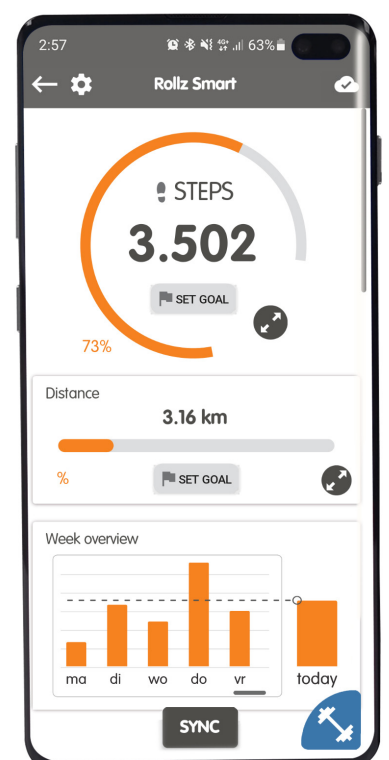 2:57
4G+
63%
Rollz Smart
STEPS
3.502
SET GOAL
73%
Distance
3.16 km
%
SET GOAL
Week overview
ma di wo do vr today
SYNC